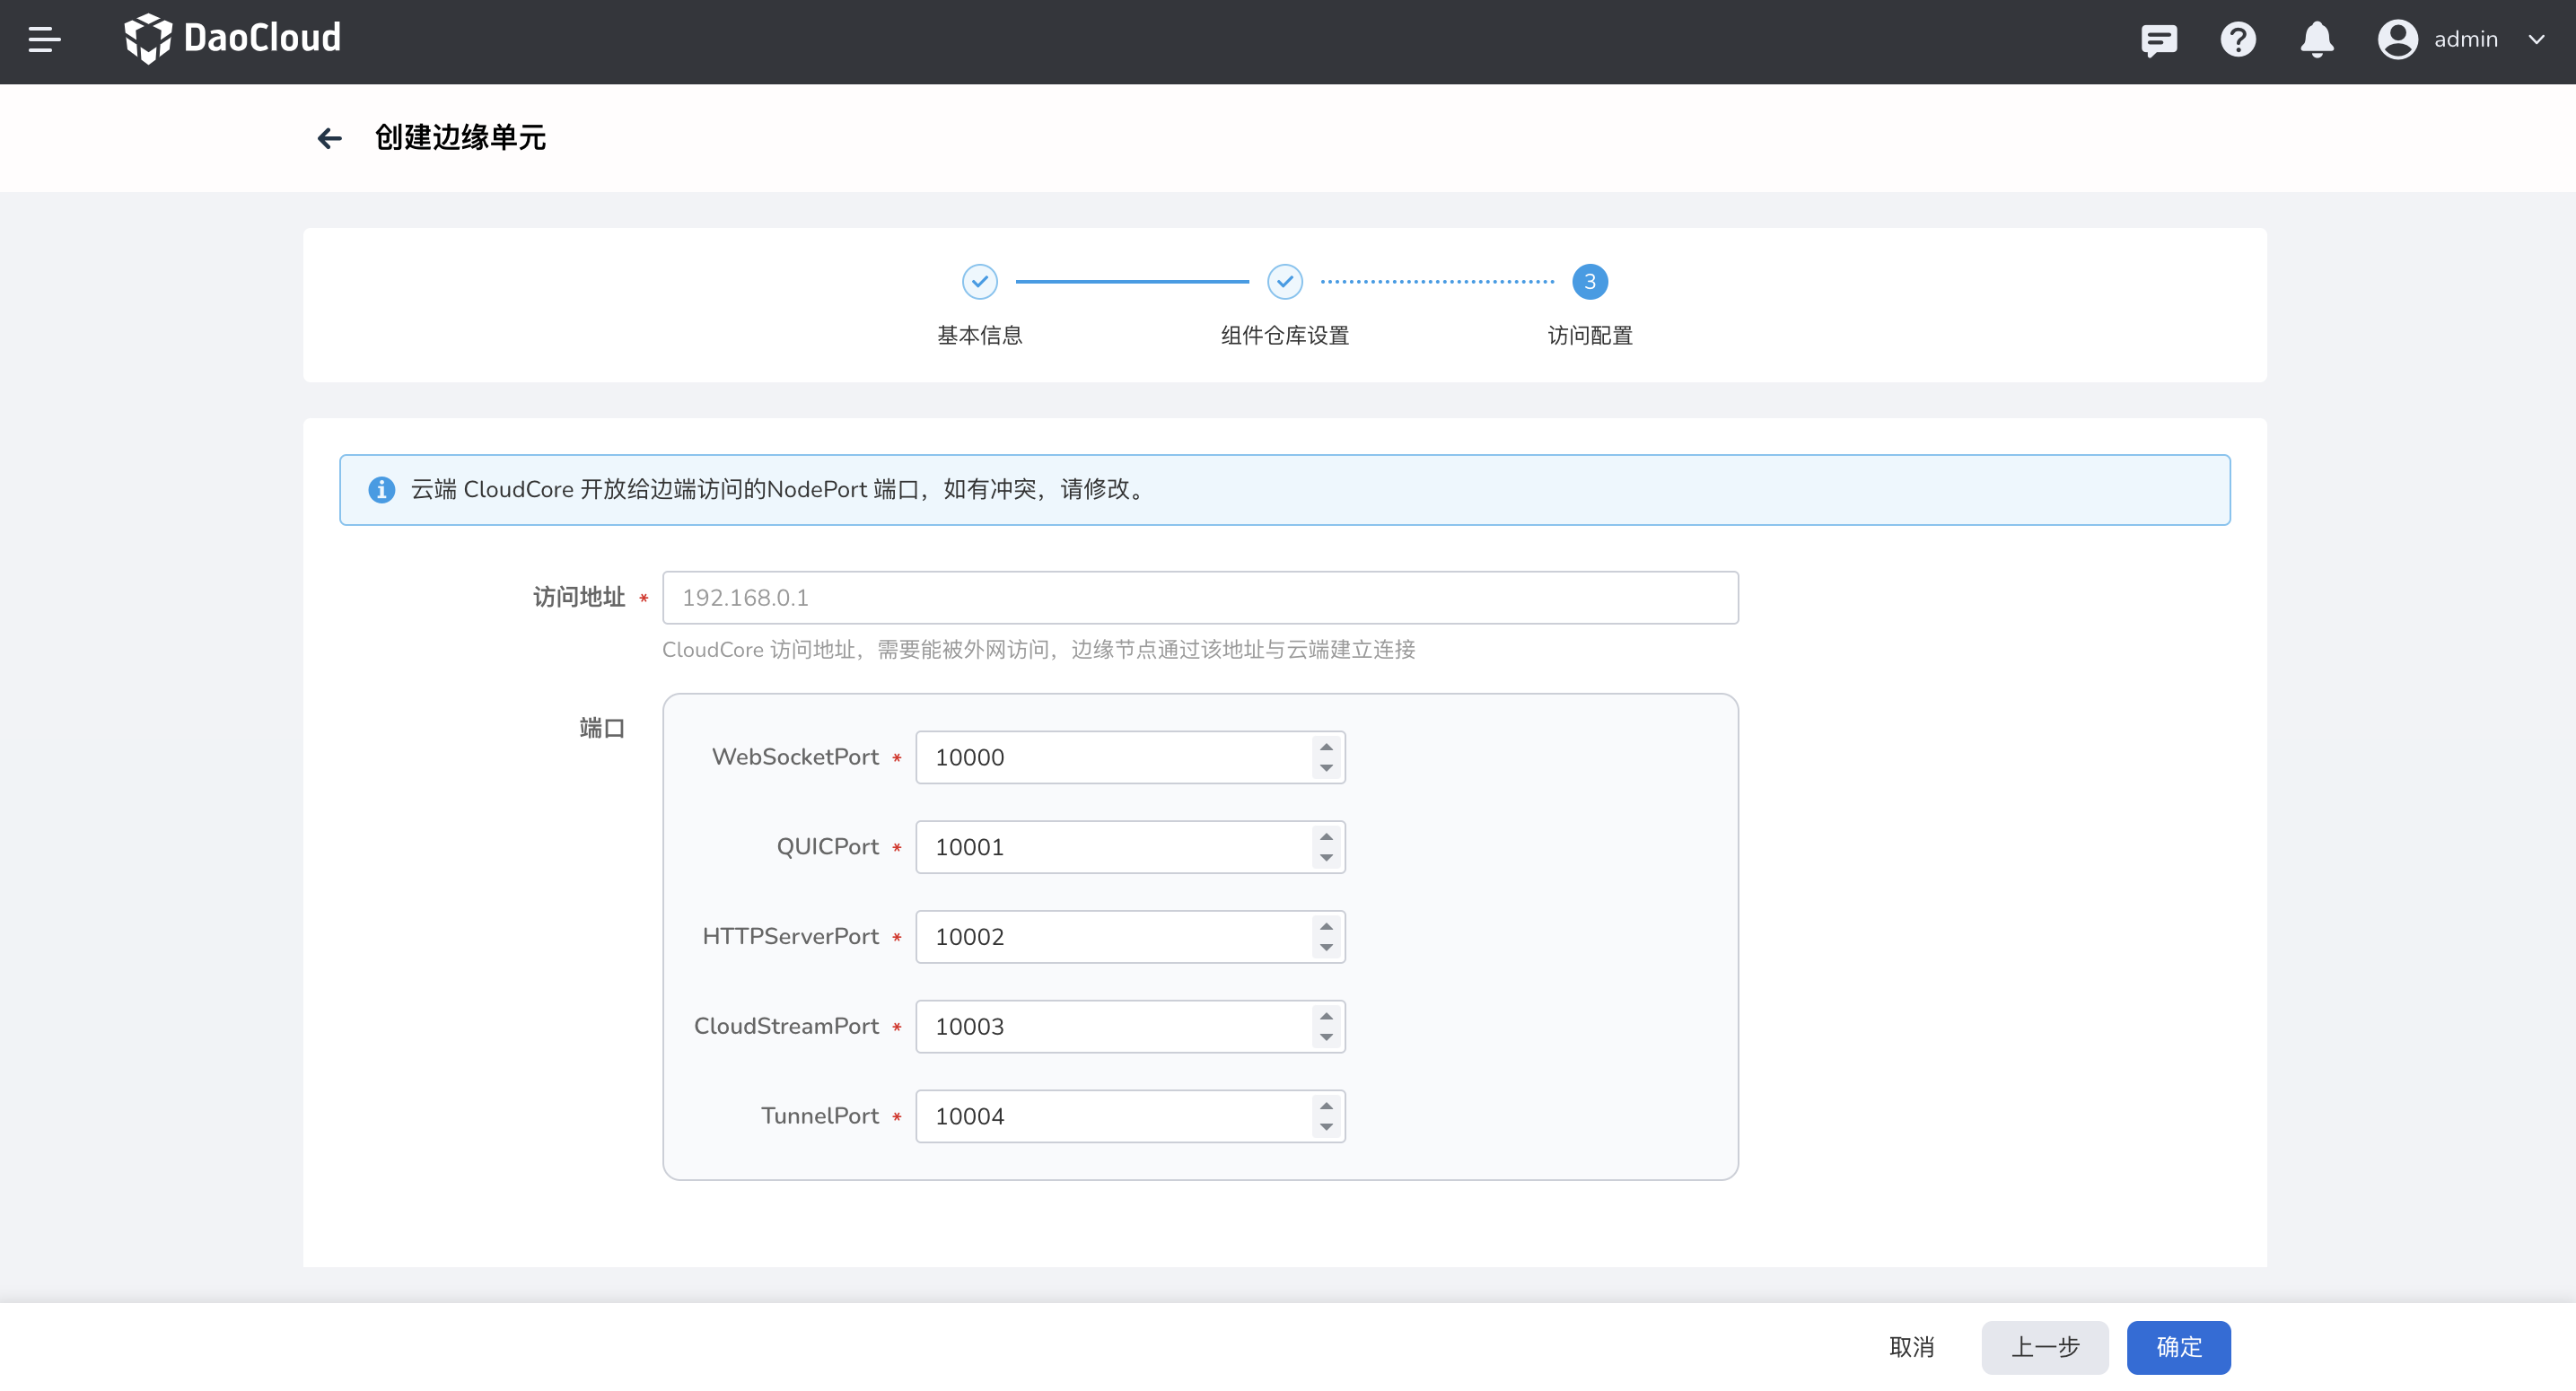 DaoCloud
admin
创建边缘单元
3
基本信息
组件仓库设置
访问配置
云端 CloudCore 开放给边端访问的NodePort 端口，如有冲突，请修改。
访问地址 *
192.168.0.1
CloudCore 访问地址，需要能被外网访问，边缘节点通过该地址与云端建立连接
端口
WebSocketPort * 10000
QUICPort * 10001
HTTPServerPort * 10002
CloudStreamPort * 10003
TunnelPort * 10004
取消
上一步
确定